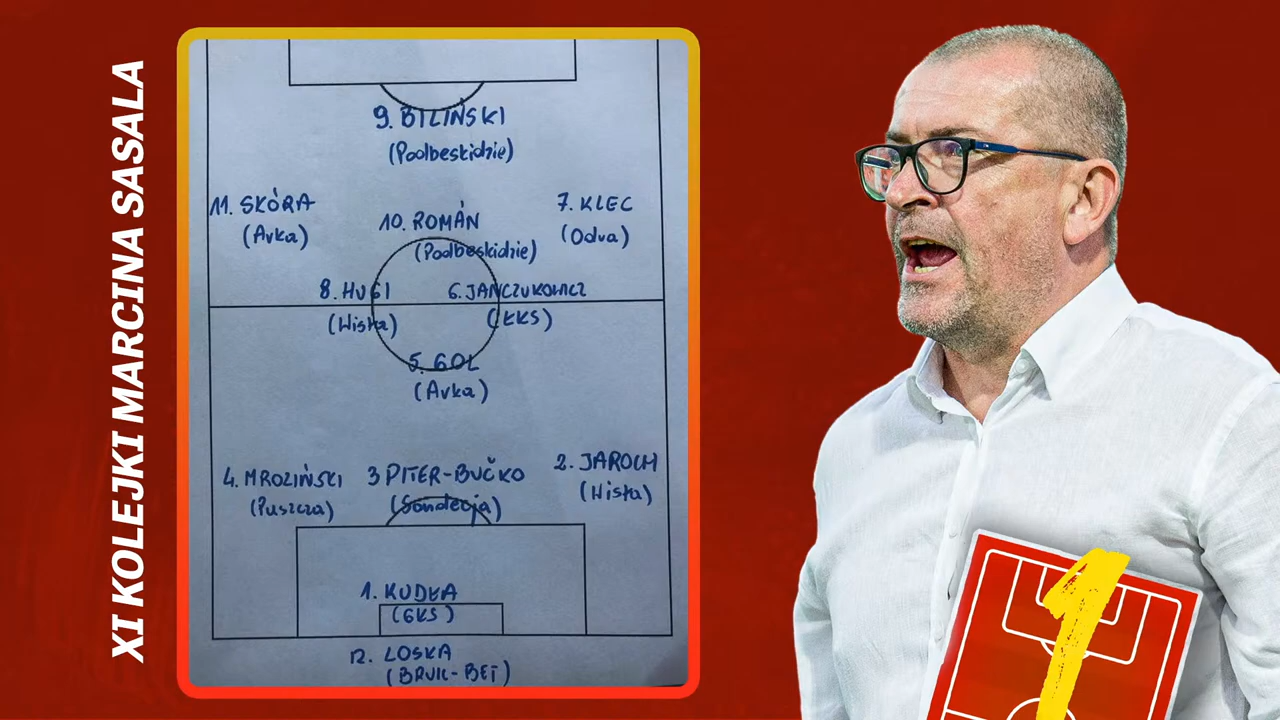 XI KOLEJKI MARCINA SASALA
9. BILIŃSKI
(Podbeskidzie)
11. SKÓRA
(Arka)
10. ROMÁN
(Podbeskidzie)
7. KLEC
(Odra)
8. HUGI
(Wisła)
6. JANCZUKOWICZ
(ŁKS)
5. GOL
(Arka)
4. MROZIŃSKI
(Puszcza)
3 PITER-BUČKO
(Sandecja)
2. JAROCH
(Wisła)
1. KUDŁA
(GKS)
12. LOSKA
(BRUK-BET)
1